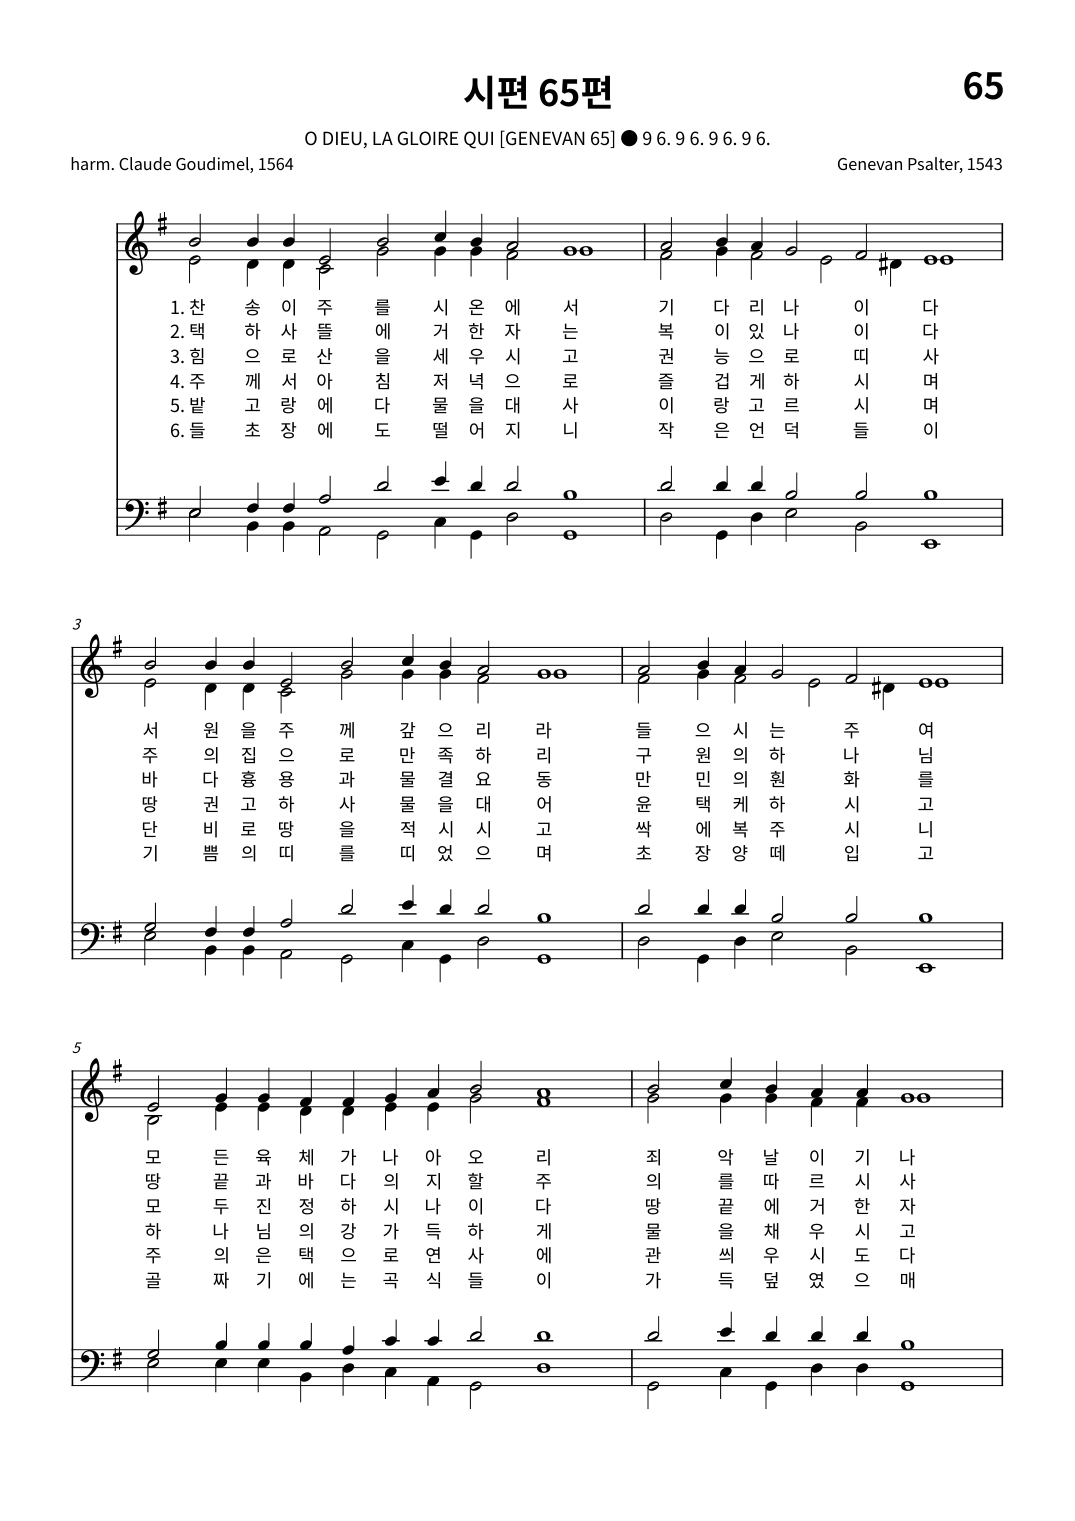 시편 65편
65
O DIEU, LA GLOIRE QUI [GENEVAN 65] ● 9 6. 9 6. 9 6. 9 6.
harm. Claude Goudimel, 1564
Genevan Psalter, 1543
1. 찬 송 이 주 를 시 온 에 서 기 다 리 나 이 다
2. 택 하 사 뜰 에 거 한 자 는 복 이 있 나 이 다
3. 힘 으 로 산 을 세 우 시 고 권 능 으 로 띠 사
4. 주 께 서 아 침 저 녁 으 로 즐 겁 게 하 시 며
5. 밭 고 랑 에 다 물 을 대 사 이 랑 고 르 시 며
6. 들 초 장 에 도 떨 어 지 니 작 은 언 덕 들 이
3
서 원 을 주 께 갚 으 리 라 들 으 시 는 주 여
주 의 집 으 로 만 족 하 리 구 원 의 하 나 님
바 다 흉 용 과 물 결 요 동 만 민 의 훤 화 를
땅 권 고 하 사 물 을 대 어 윤 택 케 하 시 고
단 비 로 땅 을 적 시 시 고 싹 에 복 주 시 니
기 쁨 의 띠 를 띠 었 으 며 초 장 양 떼 입 고
5
모 든 육 체 가 나 아 오 리 죄 악 날 이 기 나
땅 끝 과 바 다 의 지 할 주 의 를 따 르 시 사
모 두 진 정 하 시 나 이 다 땅 끝 에 거 한 자
하 나 님 의 강 가 득 하 게 물 을 채 우 시 고
주 의 은 택 으 로 연 사 에 관 씌 우 시 도 다
골 짜 기 에 는 곡 식 들 이 가 득 덮 였 으 매